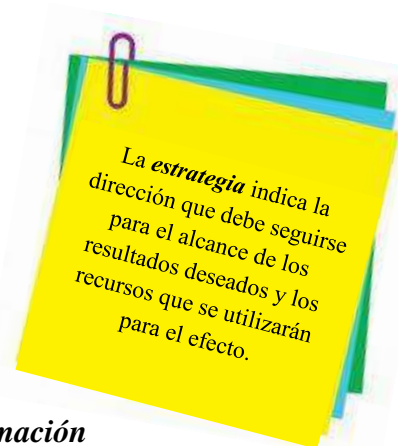 La estrategia indica la
dirección que debe seguirse
para el alcance de los
resultados deseados y los
recursos que se utilizarán
para el efecto.
mación